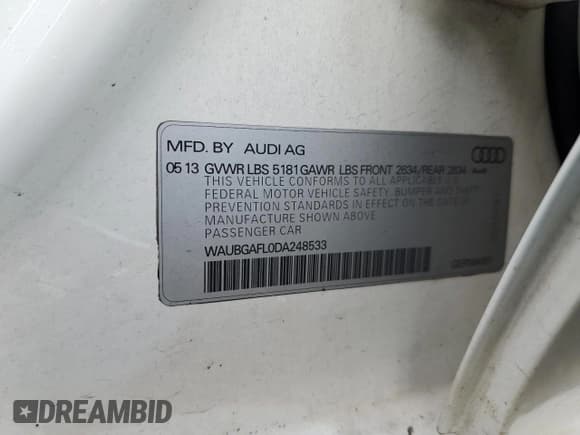 MFD. BY AUDI AG
05 13 GVWR LBS 5181 GAWR LBS FRONT 2634/REAR 2634
THIS VEHICLE CONFORMS TO ALL APPLICABLE U.S.
FEDERAL MOTOR VEHICLE SAFETY, BUMPER AND THEFT
PREVENTION STANDARDS IN EFFECT ON THE DATE OF
MANUFACTURE SHOWN ABOVE
PASSENGER CAR
WAUBGAFL0DA248533
DREAMBID